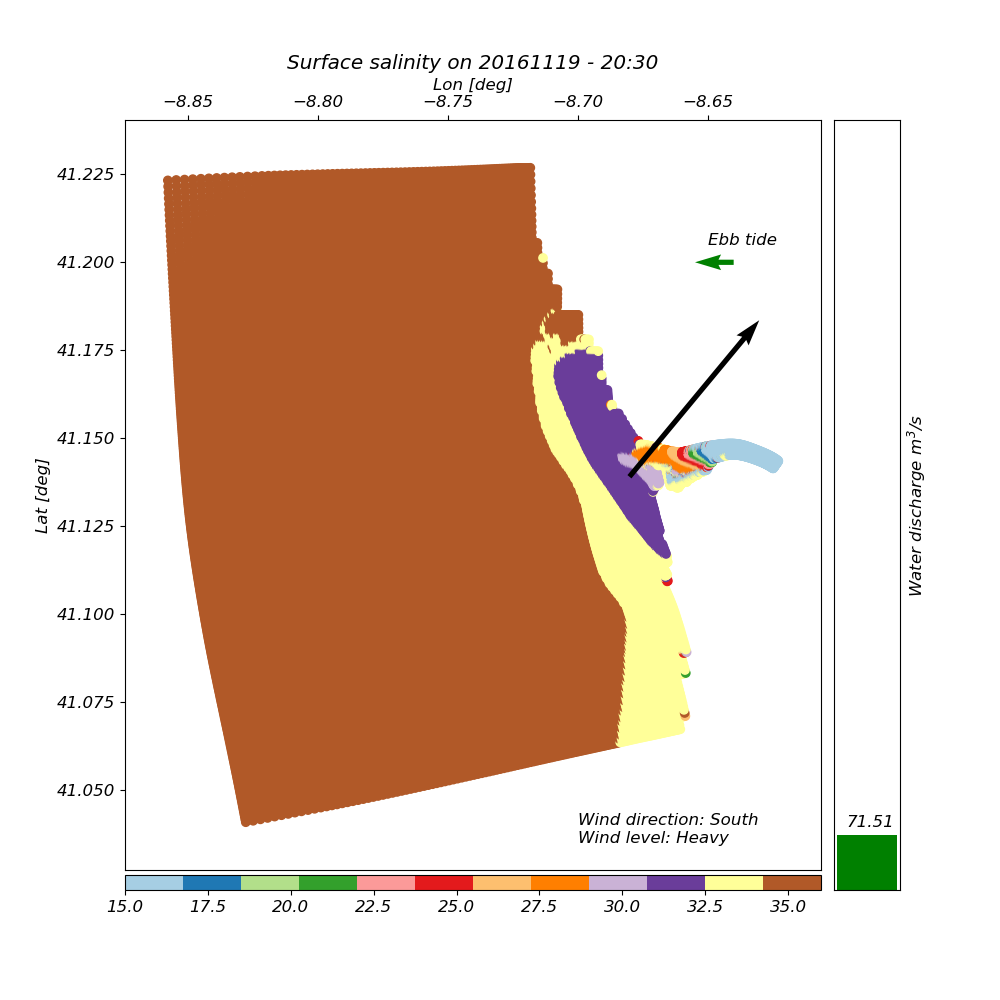 Surface salinity on 20161119 - 20:30
Lon [deg]
−8.85 −8.80 −8.75 −8.70 −8.65
41.225
41.200
41.175
41.150
41.125
41.100
41.075
41.050
Lat [deg]
Ebb tide
Wind direction: South
Wind level: Heavy
15.0 17.5 20.0 22.5 25.0 27.5 30.0 32.5 35.0
71.51
Water discharge m³/s